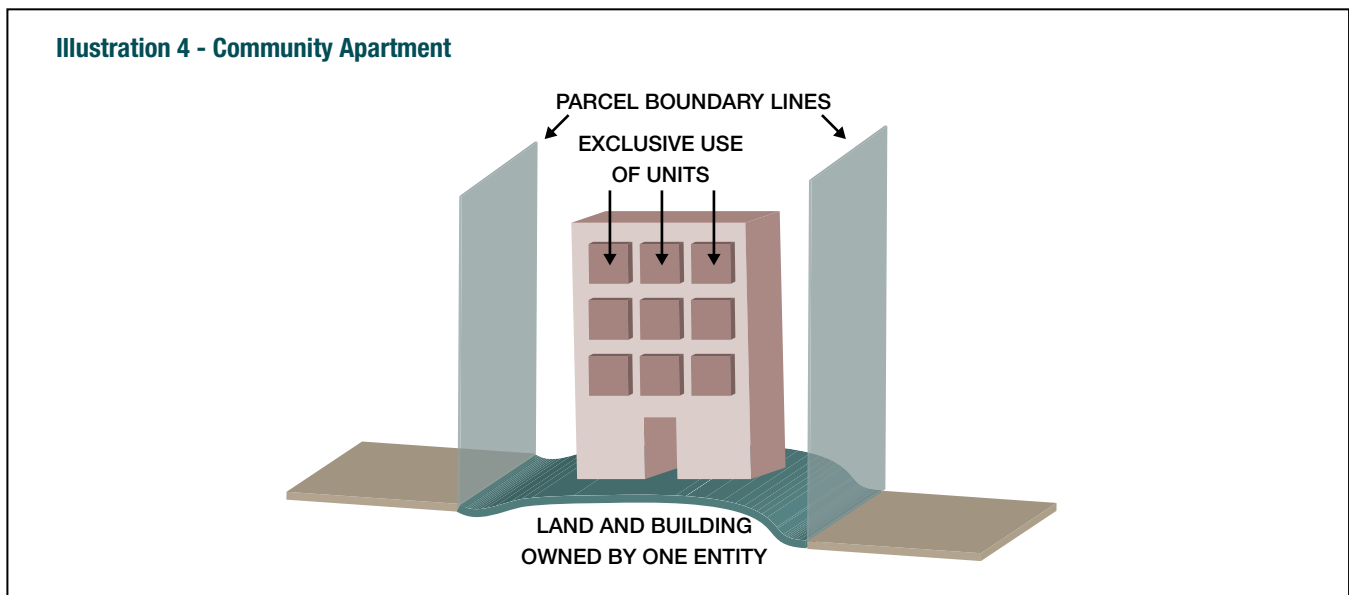 Illustration 4 - Community Apartment
PARCEL BOUNDARY LINES
EXCLUSIVE USE
OF UNITS
LAND AND BUILDING
OWNED BY ONE ENTITY